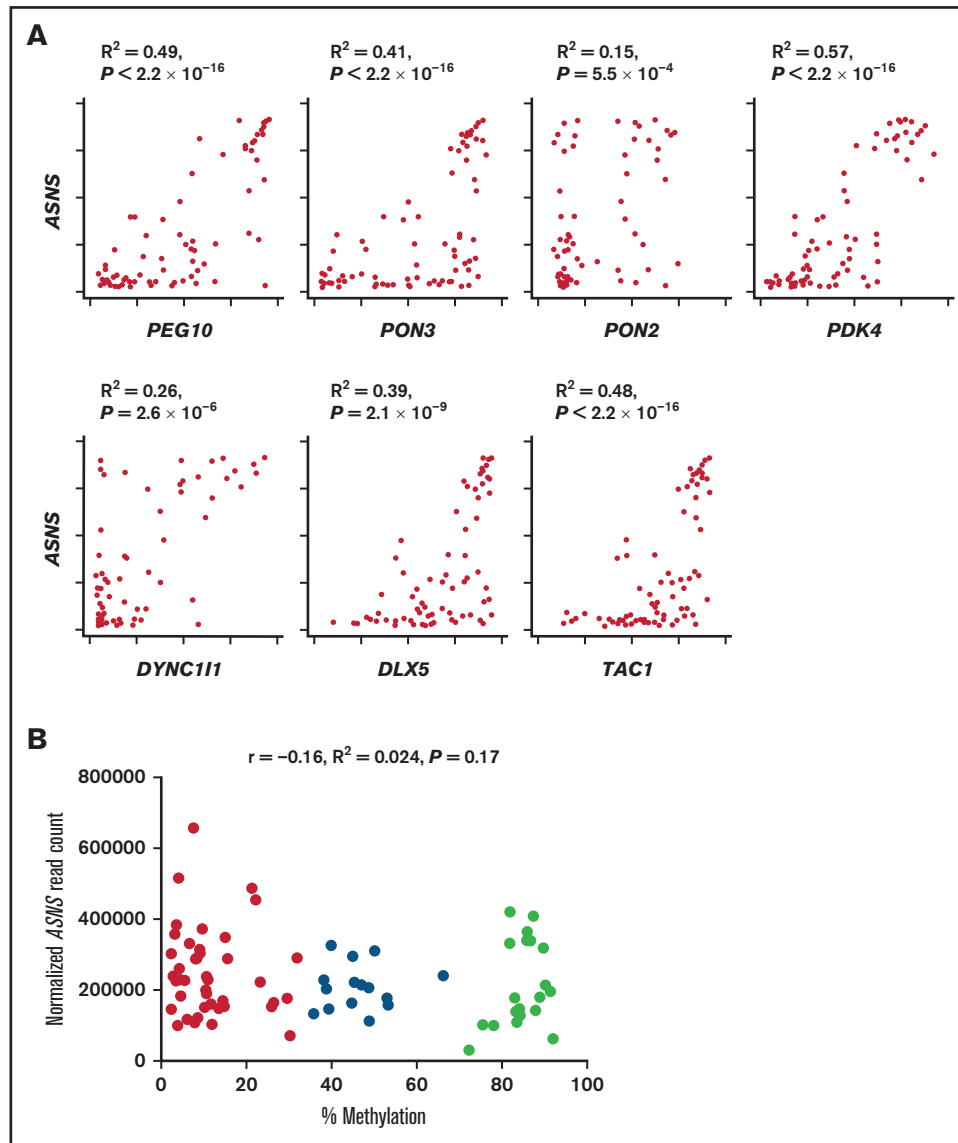 A
R² = 0.49,
P < 2.2 × 10⁻¹⁶
R² = 0.41,
P < 2.2 × 10⁻¹⁶
R² = 0.15,
P = 5.5 × 10⁻⁴
R² = 0.57,
P < 2.2 × 10⁻¹⁶
ASNS
PEG10
PON3
PON2
PDK4
R² = 0.26,
P = 2.6 × 10⁻⁶
R² = 0.39,
P = 2.1 × 10⁻⁹
R² = 0.48,
P < 2.2 × 10⁻¹⁶
ASNS
DYNC1I1
DLX5
TAC1
B
r = −0.16, R² = 0.024, P = 0.17
Normalized ASNS read count
800000
600000
400000
200000
0
0 20 40 60 80 100
% Methylation